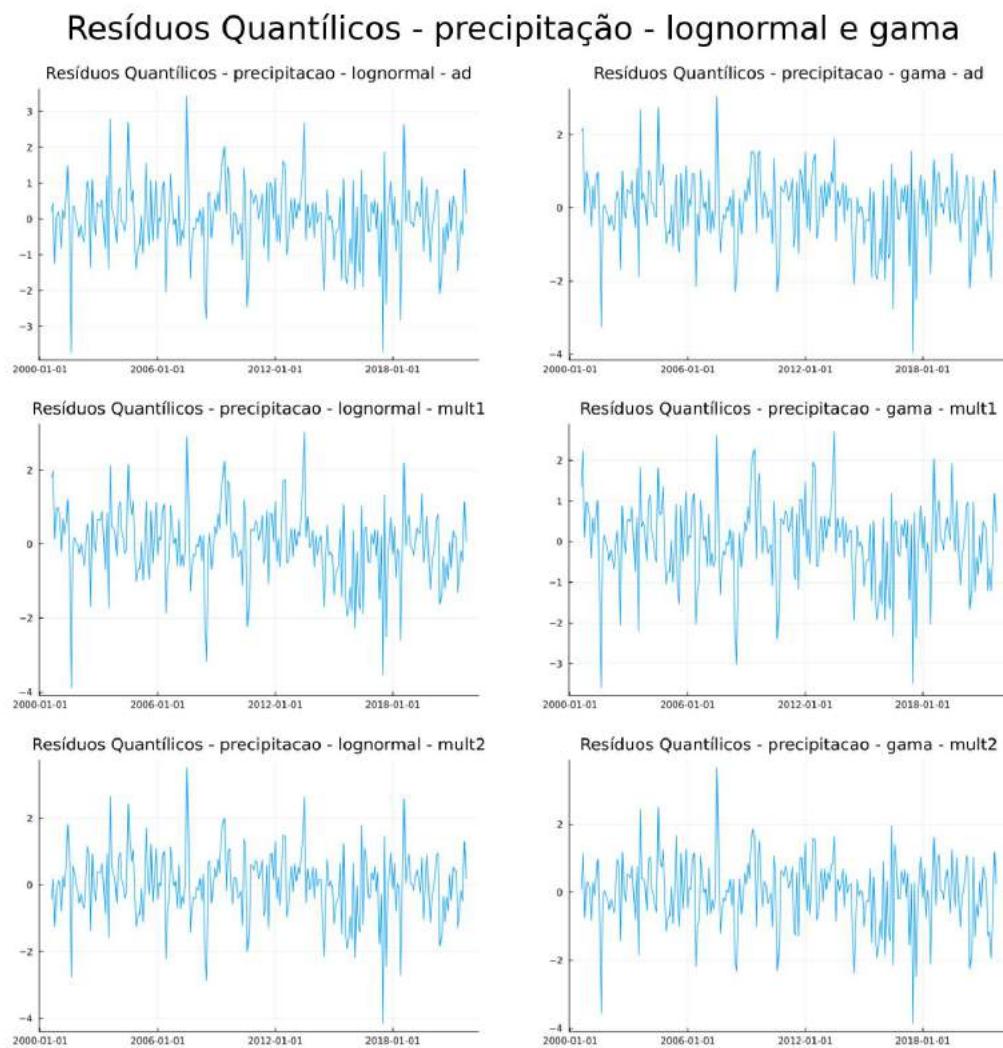 Resíduos Quantílicos - precipitação - lognormal e gama
Resíduos Quantílicos - precipitacao - lognormal - ad
3
2
1
0
−1
−2
−3
2000-01-01 2006-01-01 2012-01-01 2018-01-01
Resíduos Quantílicos - precipitacao - gama - ad
2
0
−2
−4
2000-01-01 2006-01-01 2012-01-01 2018-01-01
Resíduos Quantílicos - precipitacao - lognormal - mult1
2
0
−2
−4
2000-01-01 2006-01-01 2012-01-01 2018-01-01
Resíduos Quantílicos - precipitacao - gama - mult1
2
1
0
−1
−2
−3
2000-01-01 2006-01-01 2012-01-01 2018-01-01
Resíduos Quantílicos - precipitacao - lognormal - mult2
2
0
−2
−4
2000-01-01 2006-01-01 2012-01-01 2018-01-01
Resíduos Quantílicos - precipitacao - gama - mult2
2
0
−2
−4
2000-01-01 2006-01-01 2012-01-01 2018-01-01